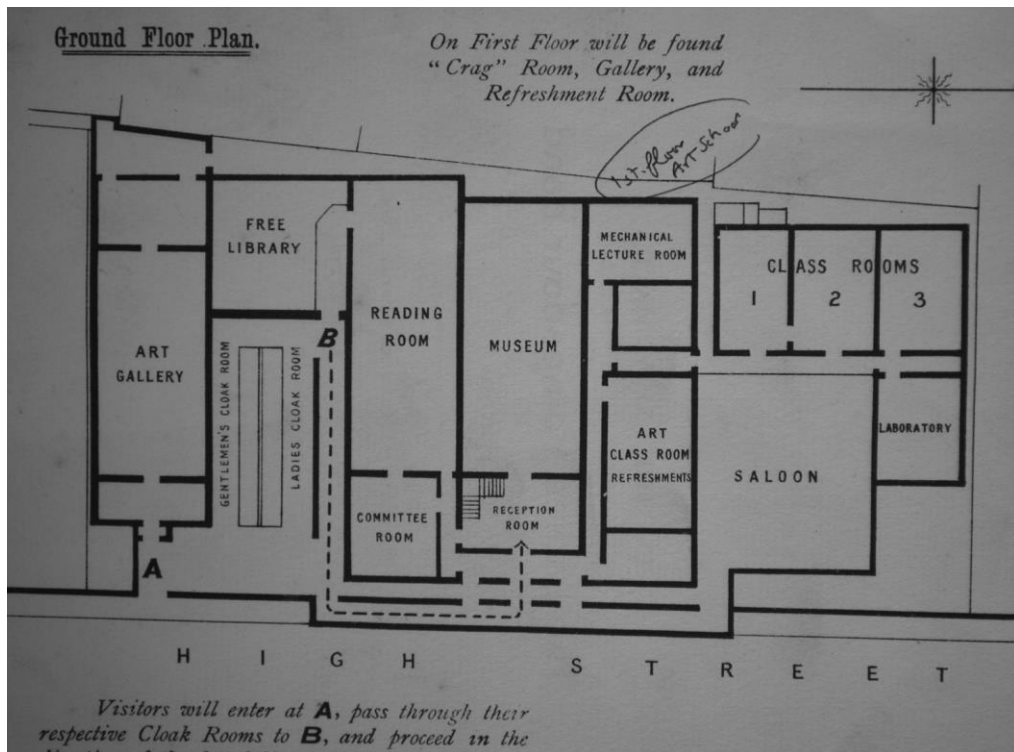 Ground Floor Plan.
On First Floor will be found
"Crag" Room, Gallery, and
Refreshment Room.
1st. floor
Art School
FREE
LIBRARY
MECHANICAL
LECTURE ROOM
CLASS ROOMS
1 2 3
READING
ROOM
B
MUSEUM
ART
GALLERY
GENTLEMEN'S CLOAK ROOM
LADIES CLOAK ROOM
ART
CLASS ROOM
REFRESHMENTS
LABORATORY
SALOON
COMMITTEE
ROOM
RECEPTION
ROOM
A
HIGH STREET
Visitors will enter at A, pass through their
respective Cloak Rooms to B, and proceed in the